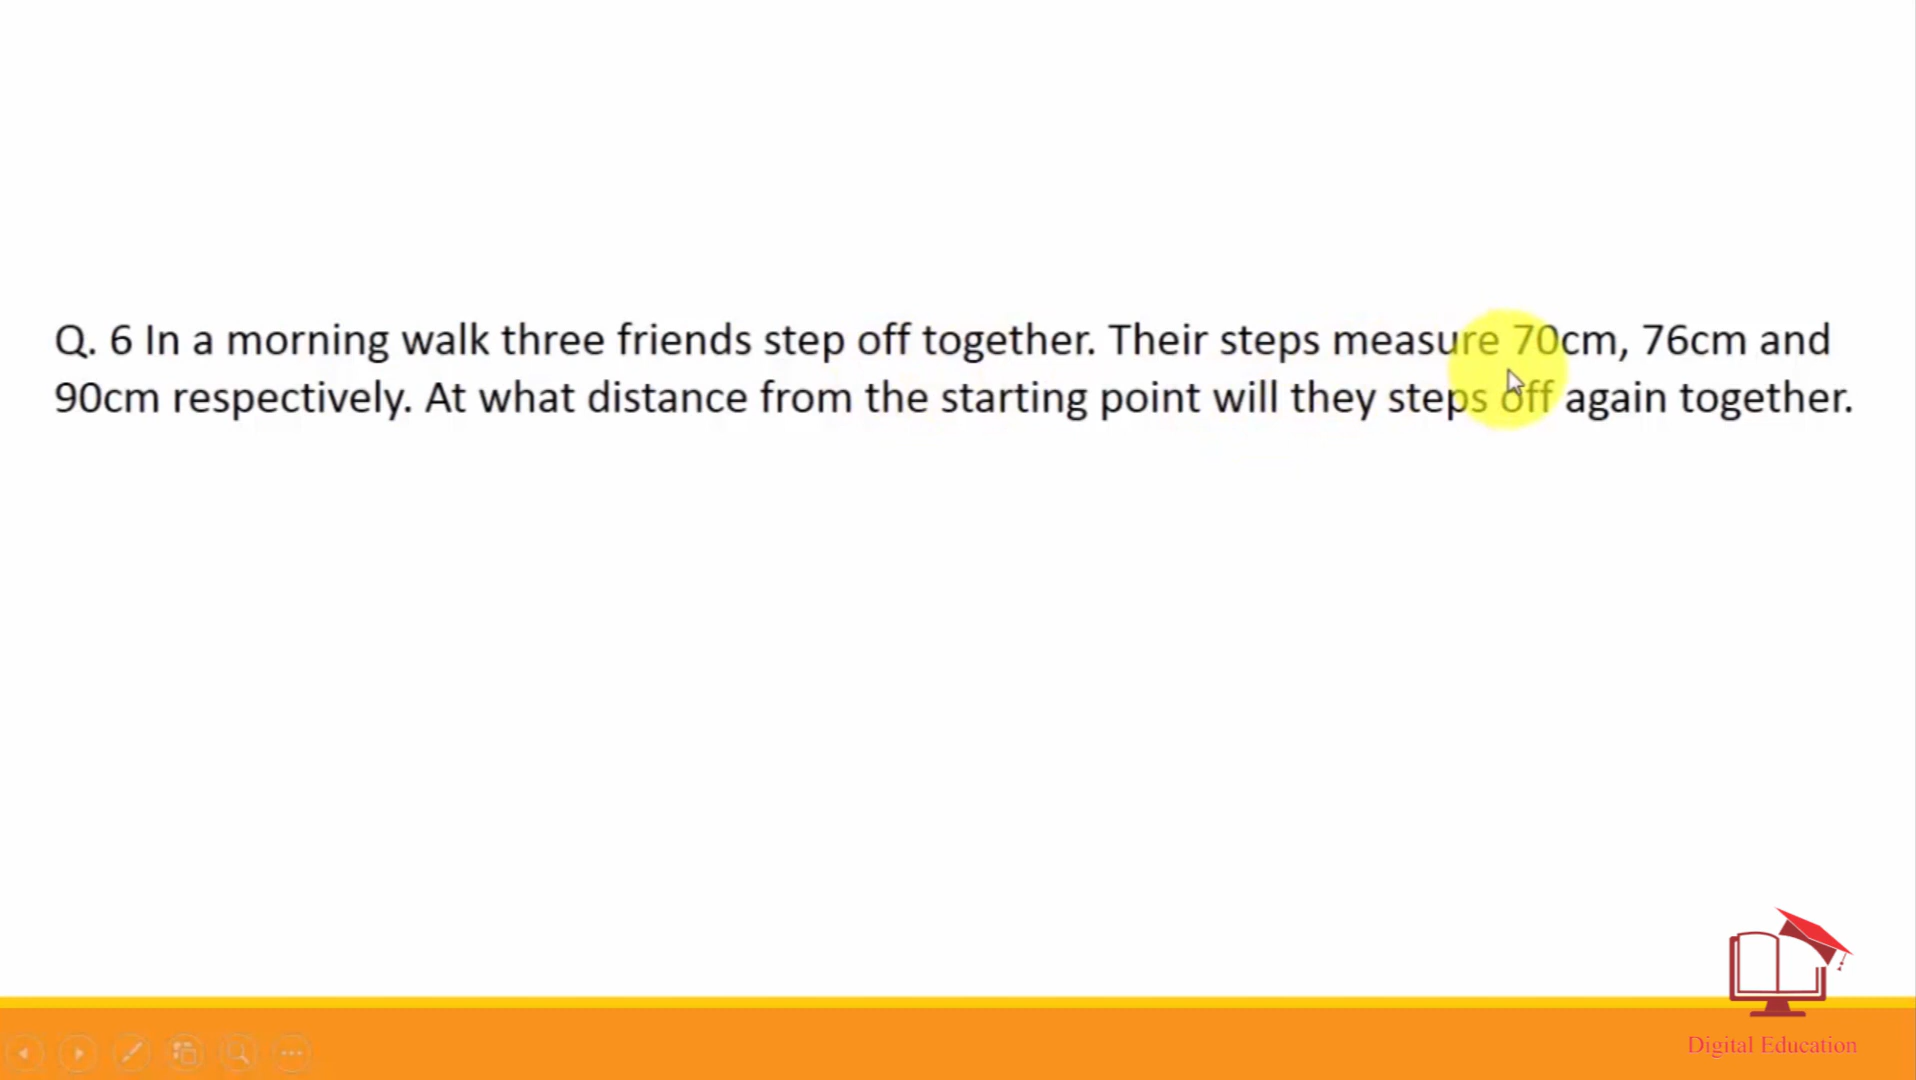 Q. 6 In a morning walk three friends step off together. Their steps measure 70cm, 76cm and
90cm respectively. At what distance from the starting point will they steps off again together.
Digital Education